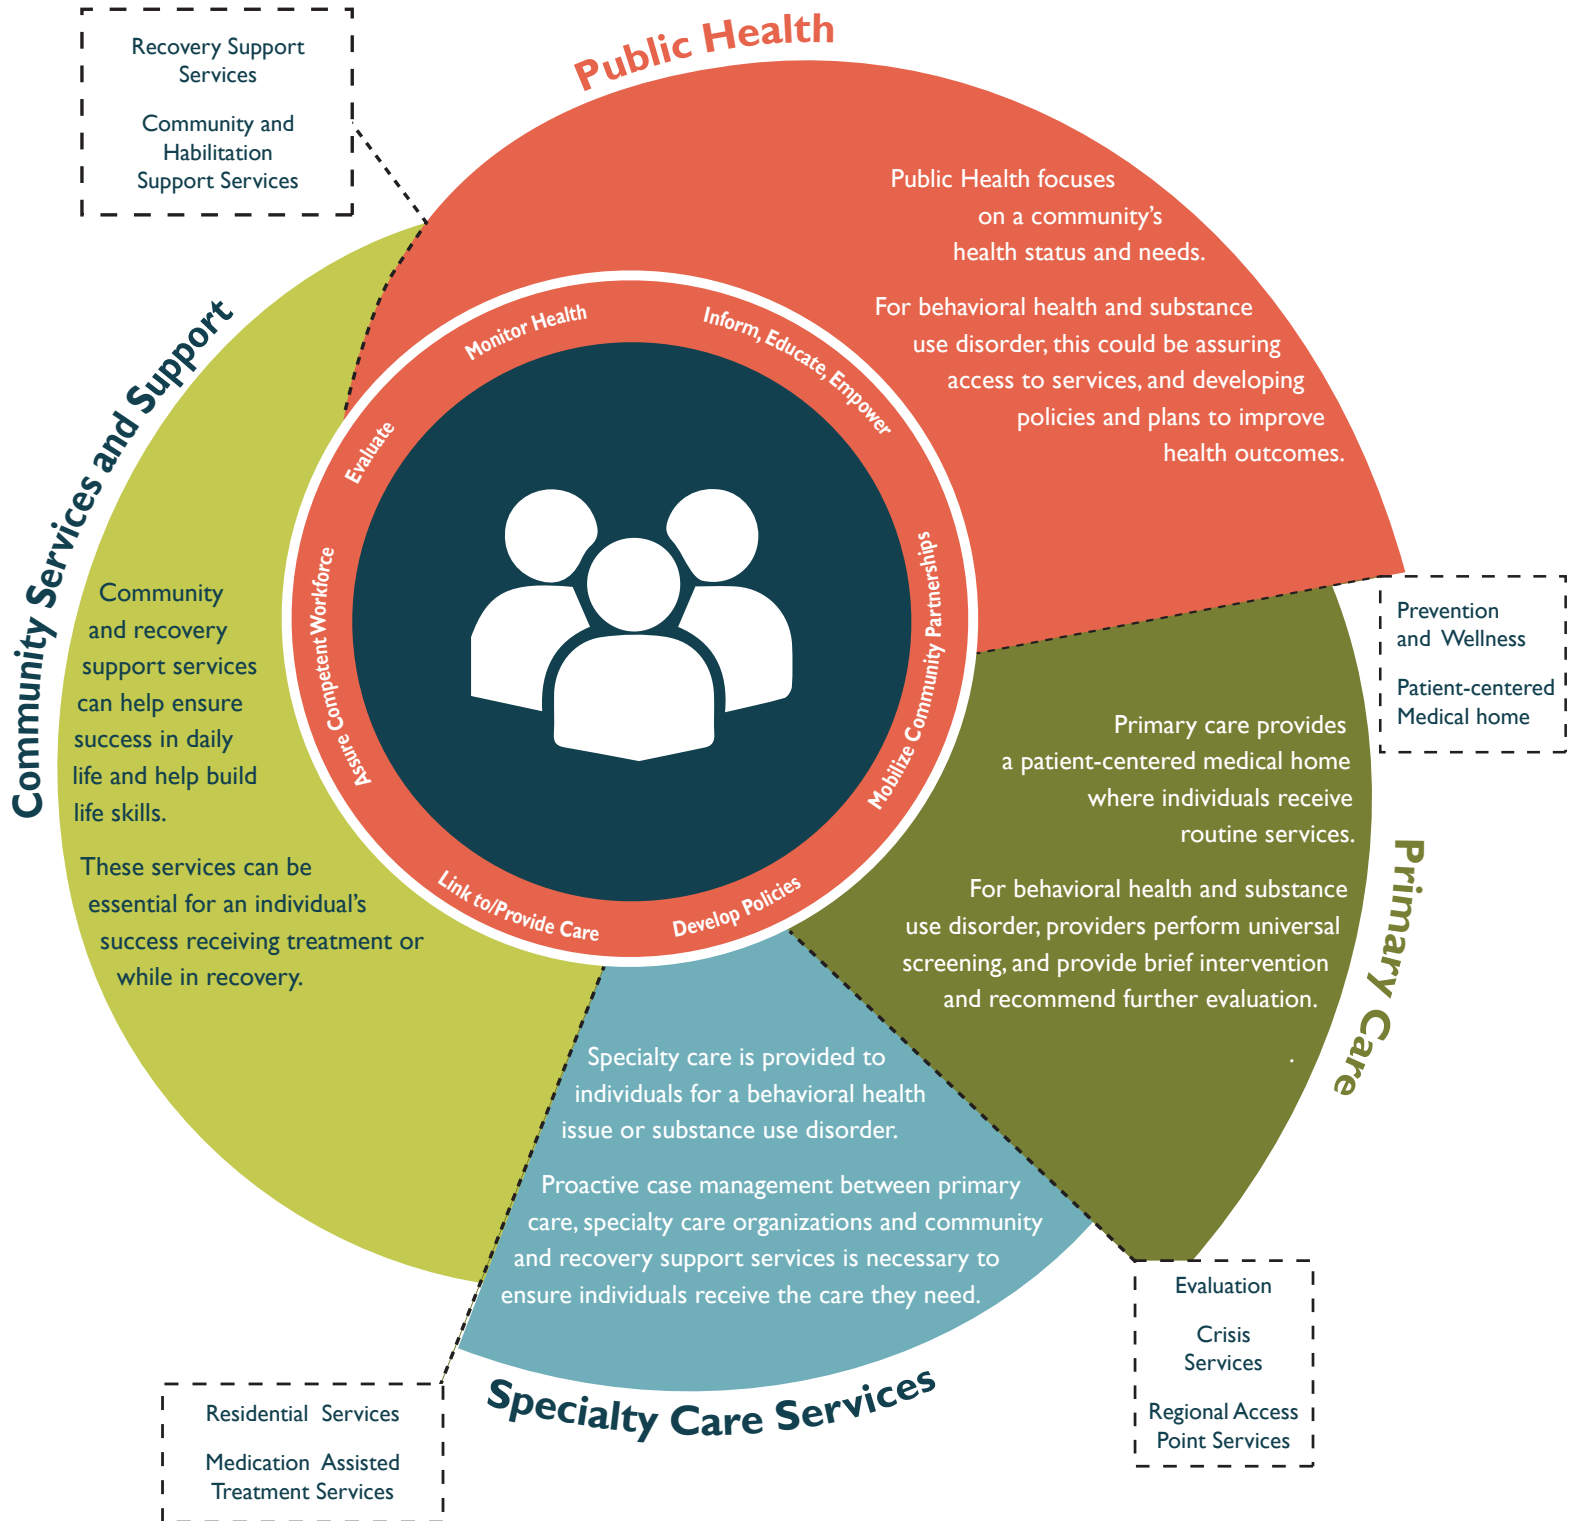 Recovery Support
Services
Community and
Habilitation
Support Services
Public Health
Public Health focuses
on a community's
health status and needs.
For behavioral health and substance
use disorder, this could be assuring
access to services, and developing
policies and plans to improve
health outcomes.
Monitor Health
Inform, Educate, Empower
Mobilize Community Partnerships
Develop Policies
Link to/Provide Care
Assure Competent Workforce
Evaluate
Prevention
and Wellness
Patient-centered
Medical home
Primary Care
Primary care provides
a patient-centered medical home
where individuals receive
routine services.
For behavioral health and substance
use disorder, providers perform universal
screening, and provide brief intervention
and recommend further evaluation.
.
Evaluation
Crisis
Services
Regional Access
Point Services
Specialty care is provided to
individuals for a behavioral health
issue or substance use disorder.
Proactive case management between primary
care, specialty care organizations and community
and recovery support services is necessary to
ensure individuals receive the care they need.
Specialty Care Services
Residential Services
Medication Assisted
Treatment Services
Community Services and Support
Community
and recovery
support services
can help ensure
success in daily
life and help build
life skills.
These services can be
essential for an individual's
success receiving treatment or
while in recovery.